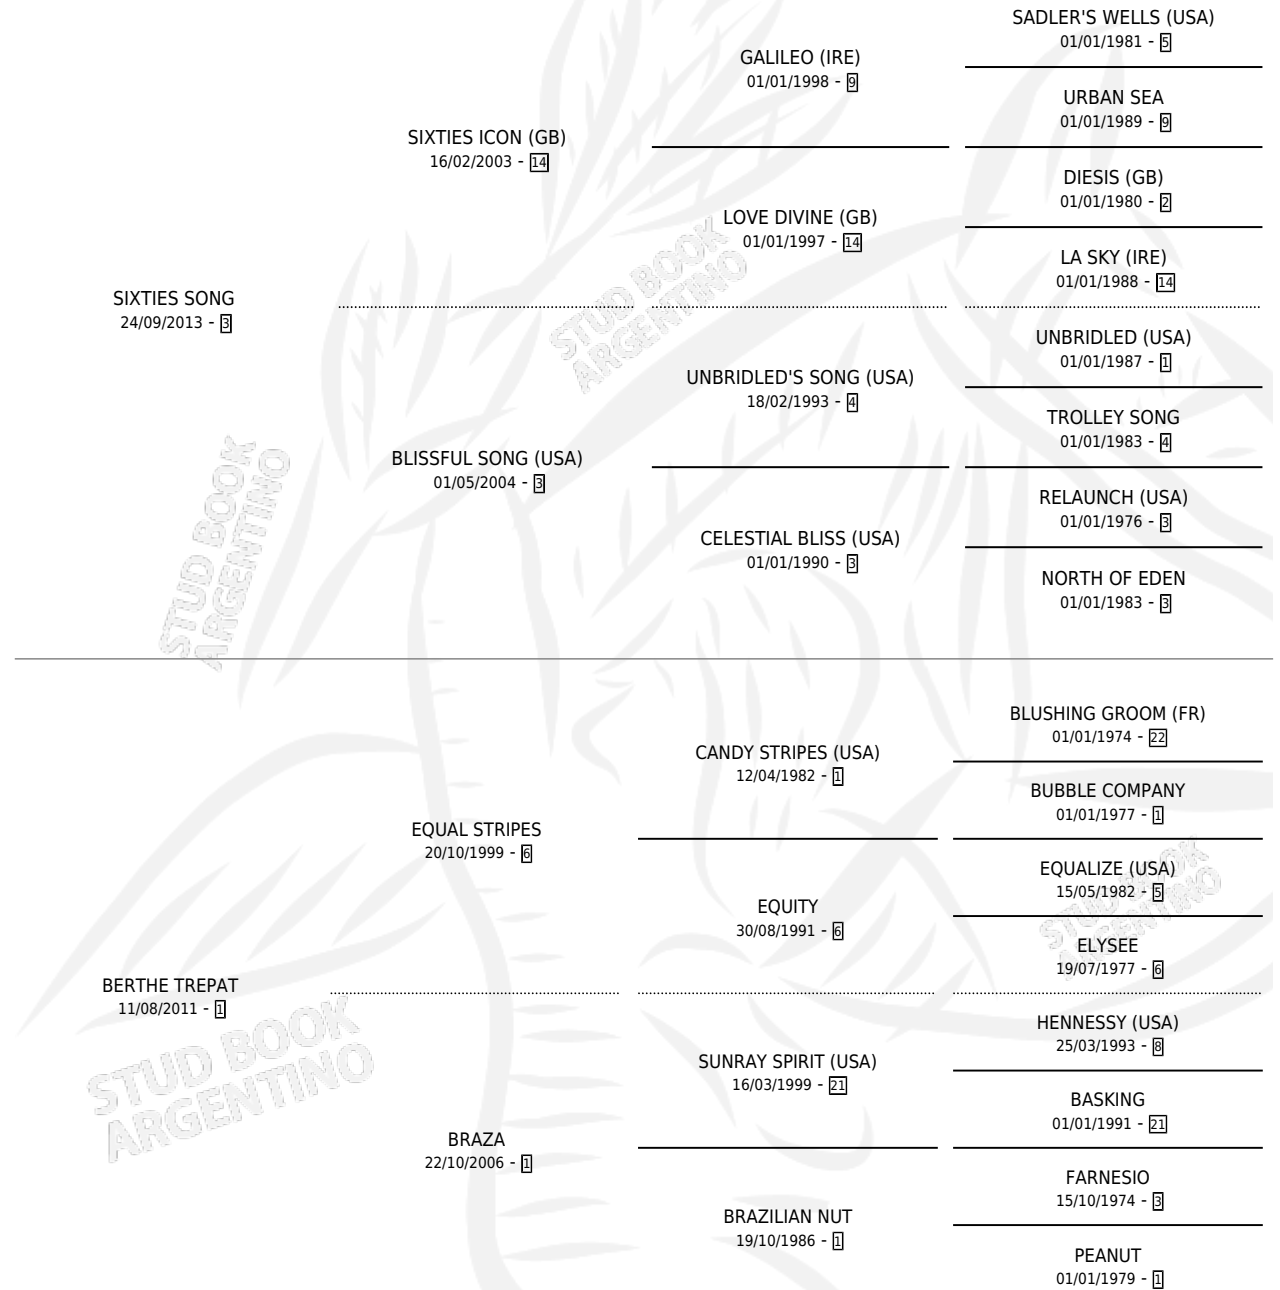 SADLER'S WELLS (USA)
01/01/1981 - 5
GALILEO (IRE)
01/01/1998 - 9
URBAN SEA
01/01/1989 - 9
SIXTIES ICON (GB)
16/02/2003 - 14
DIESIS (GB)
01/01/1980 - 2
LOVE DIVINE (GB)
01/01/1997 - 14
LA SKY (IRE)
01/01/1988 - 14
SIXTIES SONG
24/09/2013 - 3
STUD BOOK
ARGENTINO
UNBRIDLED (USA)
01/01/1987 - 1
UNBRIDLED'S SONG (USA)
18/02/1993 - 4
TROLLEY SONG
01/01/1983 - 4
BLISSFUL SONG (USA)
01/05/2004 - 3
RELAUNCH (USA)
01/01/1976 - 3
CELESTIAL BLISS (USA)
01/01/1990 - 3
NORTH OF EDEN
01/01/1983 - 3
STUD BOOK
ARGENTINO
BLUSHING GROOM (FR)
01/01/1974 - 22
CANDY STRIPES (USA)
12/04/1982 - 1
BUBBLE COMPANY
01/01/1977 - 1
EQUAL STRIPES
20/10/1999 - 6
EQUALIZE (USA)
15/05/1982 - 5
EQUITY
30/08/1991 - 6
STUD BOOK
ARGENTINO
ELYSEE
19/07/1977 - 6
BERTHE TREPAT
11/08/2011 - 1
STUD BOOK
ARGENTINO
HENNESSY (USA)
25/03/1993 - 8
SUNRAY SPIRIT (USA)
16/03/1999 - 21
BASKING
01/01/1991 - 21
BRAZA
22/10/2006 - 1
FARNESIO
15/10/1974 - 3
BRAZILIAN NUT
19/10/1986 - 1
PEANUT
01/01/1979 - 1